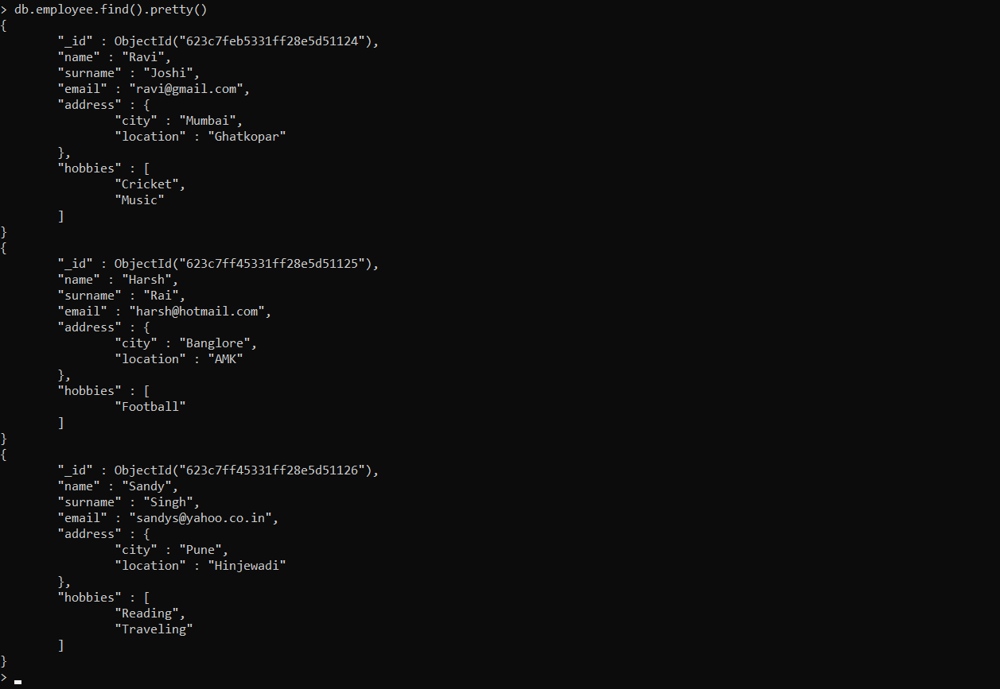 > db.employee.find().pretty()
{
        "_id" : ObjectId("623c7feb5331ff28e5d51124"),
        "name" : "Ravi",
        "surname" : "Joshi",
        "email" : "ravi@gmail.com",
        "address" : {
                "city" : "Mumbai",
                "location" : "Ghatkopar"
        },
        "hobbies" : [
                "Cricket",
                "Music"
        ]
}
{
        "_id" : ObjectId("623c7ff45331ff28e5d51125"),
        "name" : "Harsh",
        "surname" : "Rai",
        "email" : "harsh@hotmail.com",
        "address" : {
                "city" : "Banglore",
                "location" : "AMK"
        },
        "hobbies" : [
                "Football"
        ]
}
{
        "_id" : ObjectId("623c7ff45331ff28e5d51126"),
        "name" : "Sandy",
        "surname" : "Singh",
        "email" : "sandys@yahoo.co.in",
        "address" : {
                "city" : "Pune",
                "location" : "Hinjewadi"
        },
        "hobbies" : [
                "Reading",
                "Traveling"
        ]
}
>